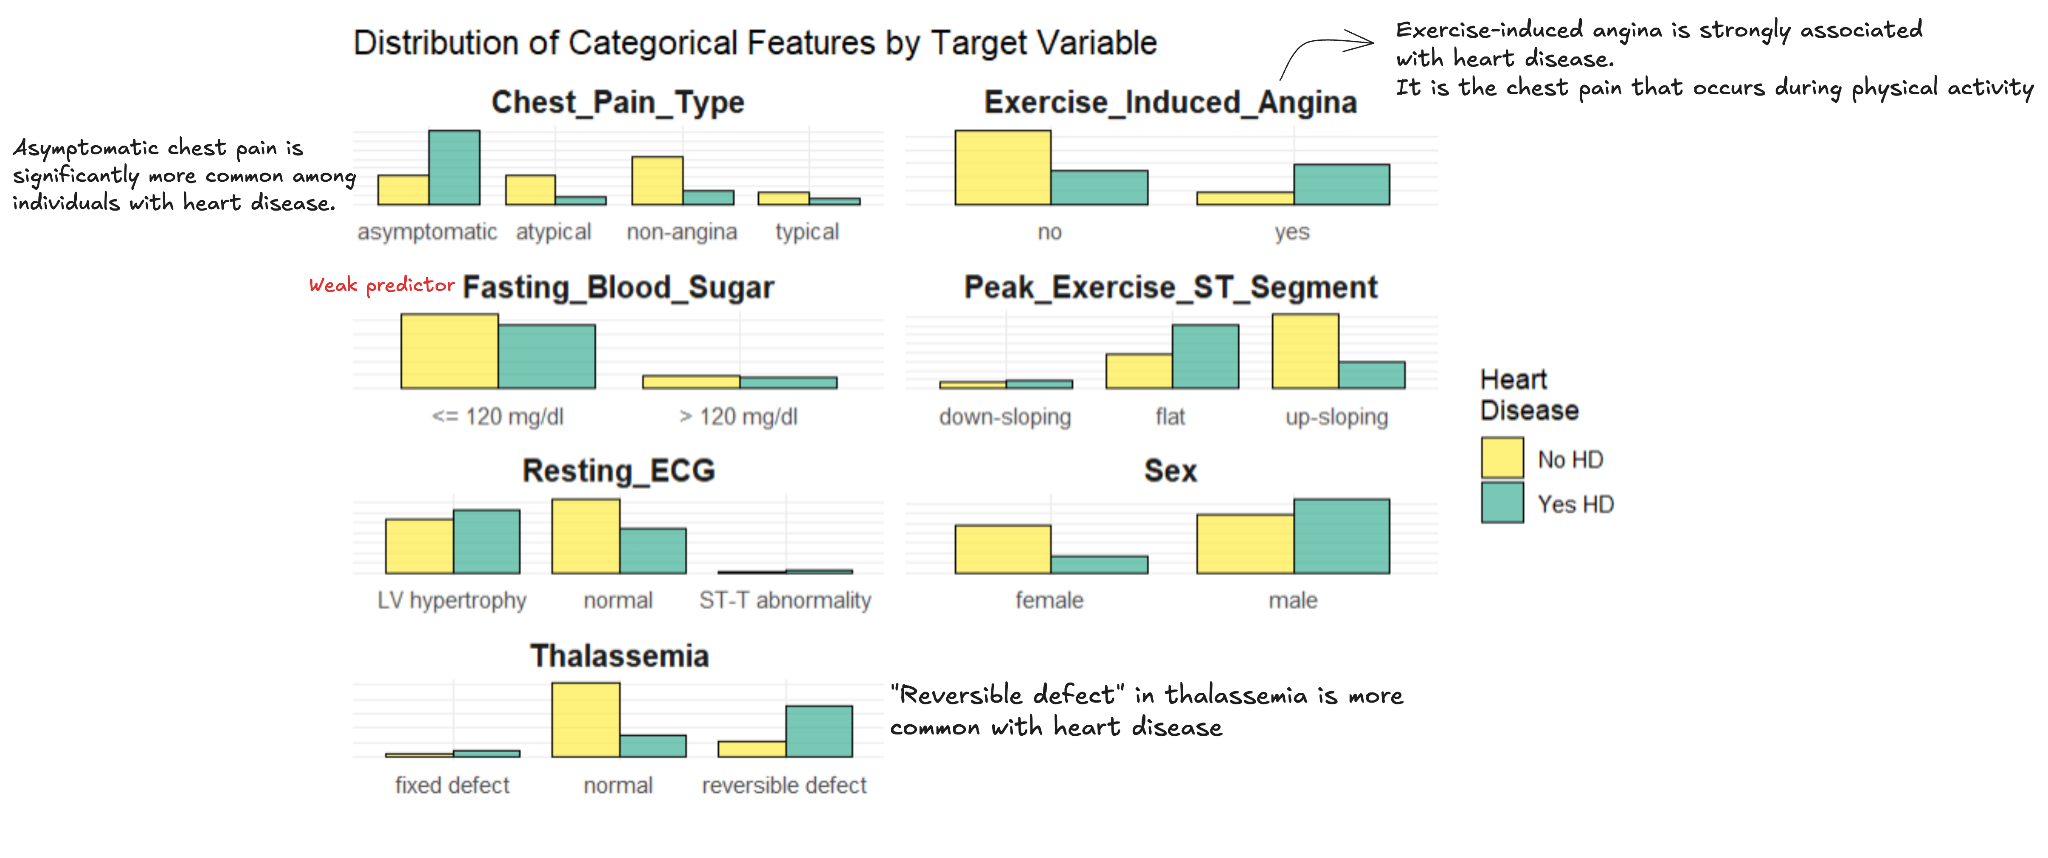 Distribution of Categorical Features by Target Variable
Exercise-induced angina is strongly associated
with heart disease.
It is the chest pain that occurs during physical activity
Chest_Pain_Type
Asymptomatic chest pain is
significantly more common among
individuals with heart disease.
asymptomatic atypical non-angina typical
Exercise_Induced_Angina
no yes
Weak predictor
Fasting_Blood_Sugar
<= 120 mg/dl > 120 mg/dl
Peak_Exercise_ST_Segment
down-sloping flat up-sloping
Heart
Disease
No HD
Yes HD
Resting_ECG
LV hypertrophy normal ST-T abnormality
Sex
female male
Thalassemia
fixed defect normal reversible defect
"Reversible defect" in thalassemia is more
common with heart disease